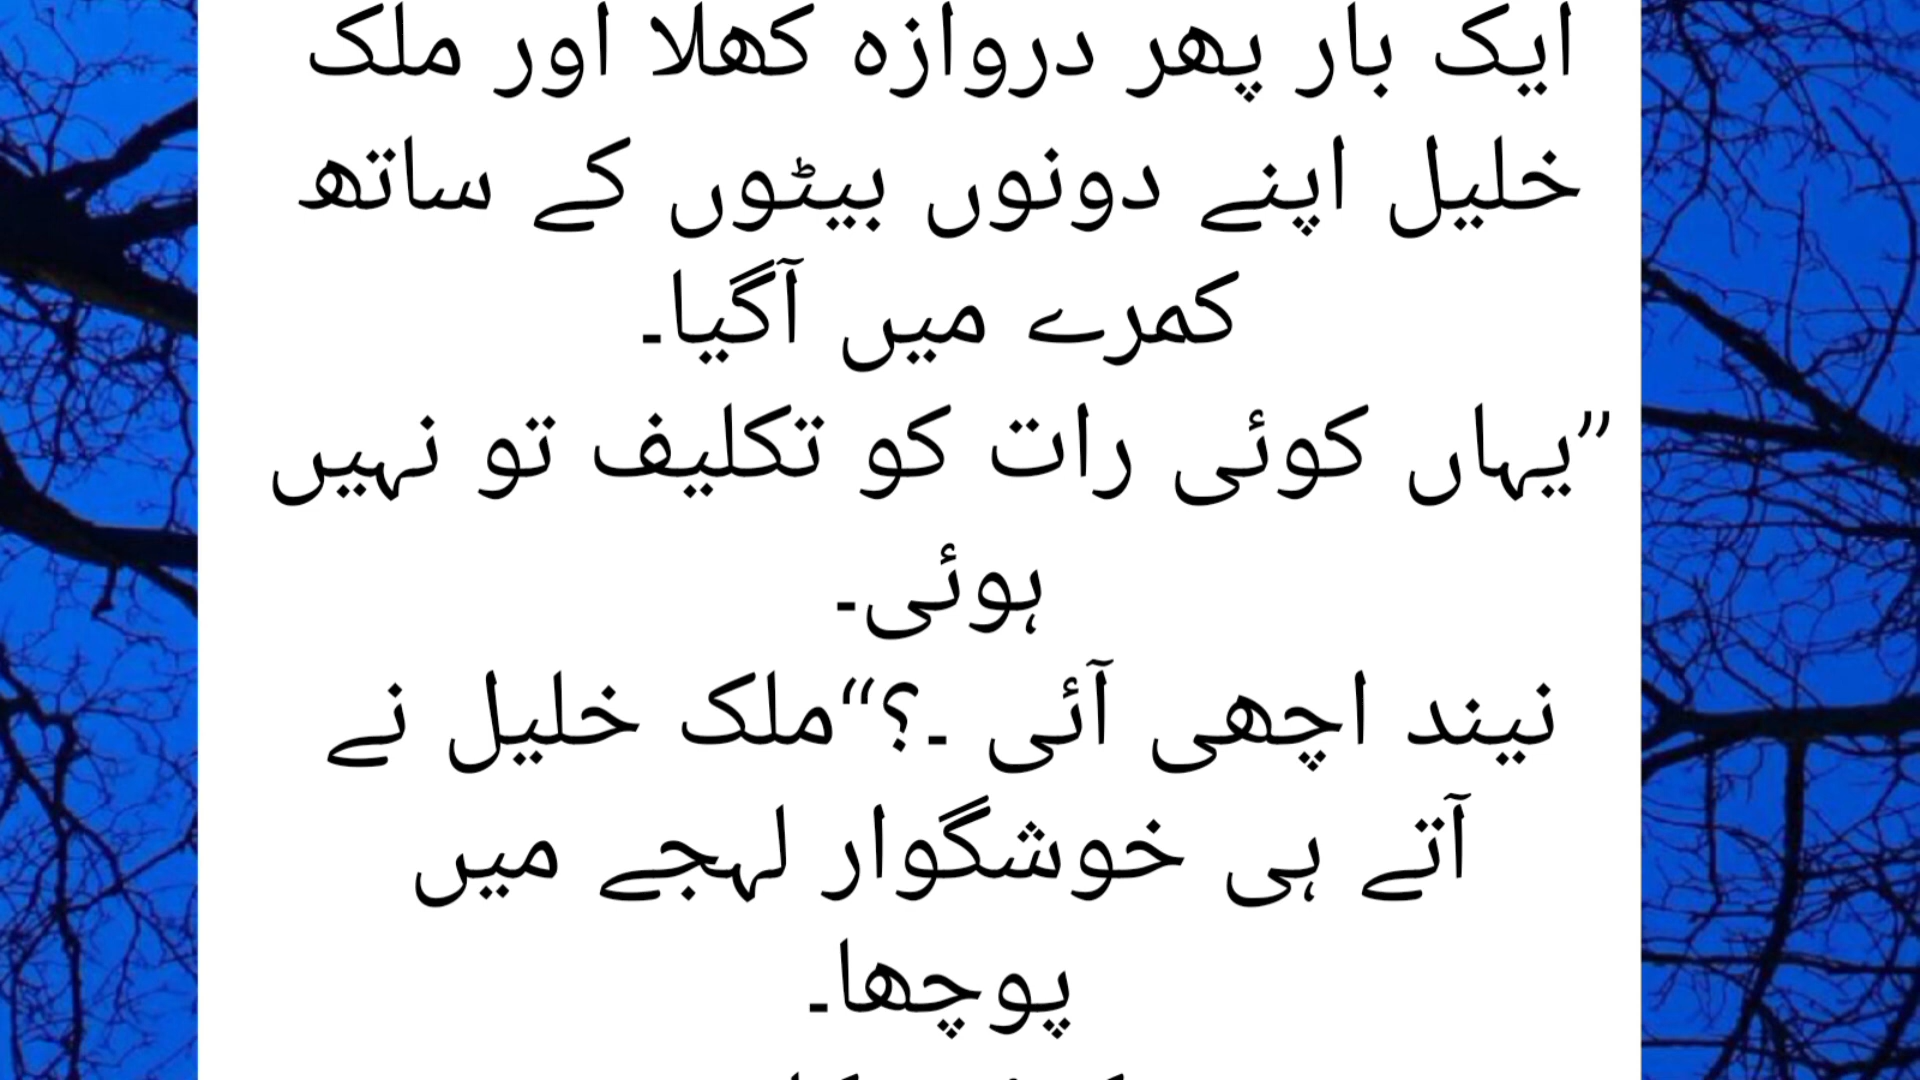 ایک بار پھر دروازہ کھلا اور ملک
خلیل اپنے دونوں بیٹوں کے ساتھ
کمرے میں آگیا۔
”یہاں کوئی رات کو تکلیف تو نہیں
ہوئی۔
نیند اچھی آئی ۔؟“ملک خلیل نے
آتے ہی خوشگوار لہجے میں
پوچھا۔